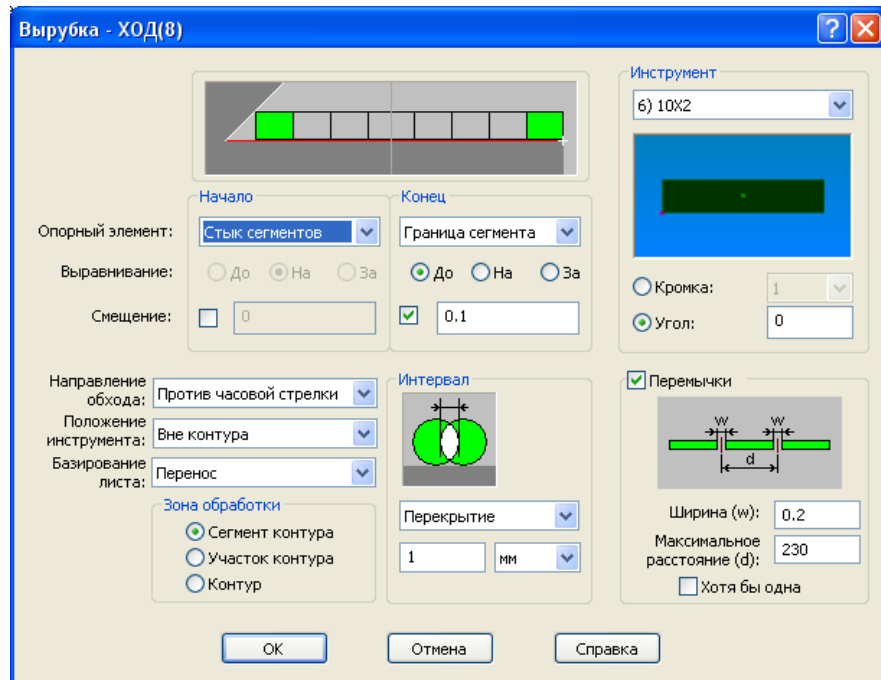 Вырубка - ХОД(8)
Инструмент
6) 10X2
Кромка:
1
Угол:
0
Начало
Конец
Опорный элемент:
Стык сегментов
Граница сегмента
Выравнивание:
До
На
За
До
На
За
Смещение:
0
0.1
Направление
обхода:
Против часовой стрелки
Положение
инструмента:
Вне контура
Базирование
листа:
Перенос
Зона обработки
Сегмент контура
Участок контура
Контур
Интервал
Перекрытие
1
мм
Перемычки
w
w
d
Ширина (w):
0.2
Максимальное
расстояние (d):
230
Хотя бы одна
ОК
Отмена
Справка